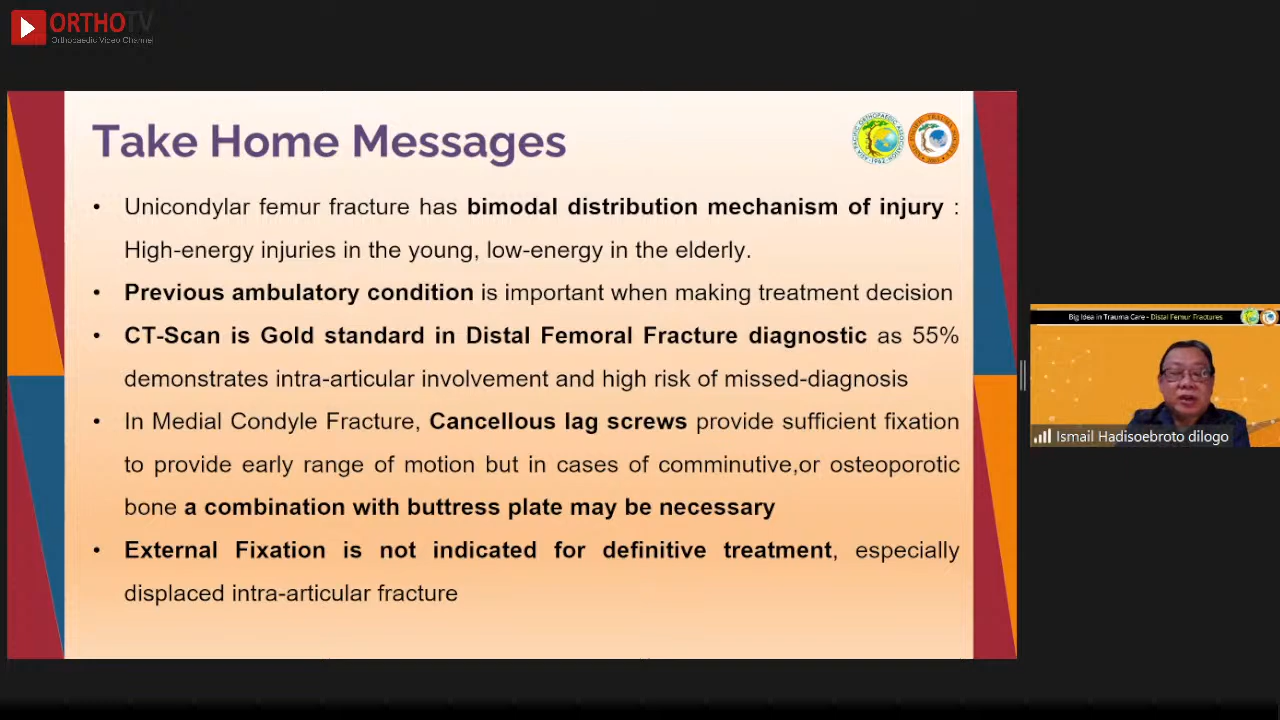 ORTHOTV
Orthopaedic Video Channel
Take Home Messages
• Unicondylar femur fracture has bimodal distribution mechanism of injury :
High-energy injuries in the young, low-energy in the elderly.
• Previous ambulatory condition is important when making treatment decision
• CT-Scan is Gold standard in Distal Femoral Fracture diagnostic as 55%
demonstrates intra-articular involvement and high risk of missed-diagnosis
• In Medial Condyle Fracture, Cancellous lag screws provide sufficient fixation
to provide early range of motion but in cases of comminutive,or osteoporotic
bone a combination with buttress plate may be necessary
• External Fixation is not indicated for definitive treatment, especially
displaced intra-articular fracture
Big Idea in Trauma Care - Distal Femur Fractures
Ismail Hadisoebroto dilogo